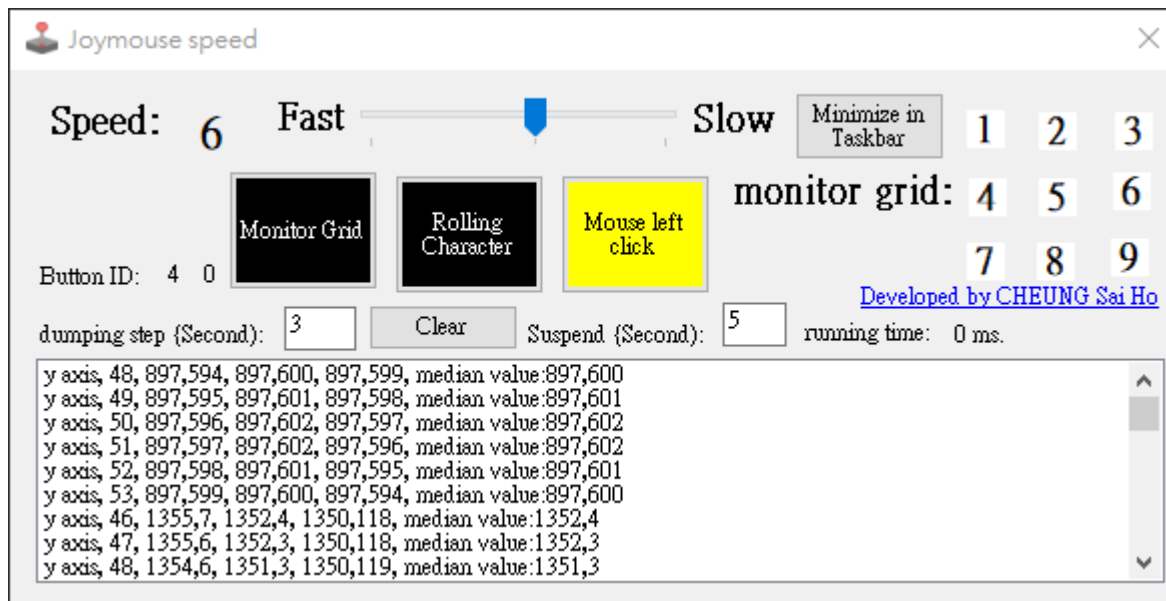 Joymouse speed
Speed: 6 Fast Slow
Minimize in
Taskbar
1 2 3
monitor grid: 4 5 6
7 8 9
Monitor Grid
Rolling
Character
Mouse left
click
Button ID: 4 0
Developed by CHEUNG Sai Ho
dumping step (Second): 3 Clear Suspend (Second): 5 running time: 0 ms.
y axis, 48, 897,594, 897,600, 897,599, median value:897,600
y axis, 49, 897,595, 897,601, 897,598, median value:897,601
y axis, 50, 897,596, 897,602, 897,597, median value:897,602
y axis, 51, 897,597, 897,602, 897,596, median value:897,602
y axis, 52, 897,598, 897,601, 897,595, median value:897,601
y axis, 53, 897,599, 897,600, 897,594, median value:897,600
y axis, 46, 1355,7, 1352,4, 1350,118, median value:1352,4
y axis, 47, 1355,6, 1352,3, 1350,118, median value:1352,3
y axis, 48, 1354,6, 1351,3, 1350,119, median value:1351,3